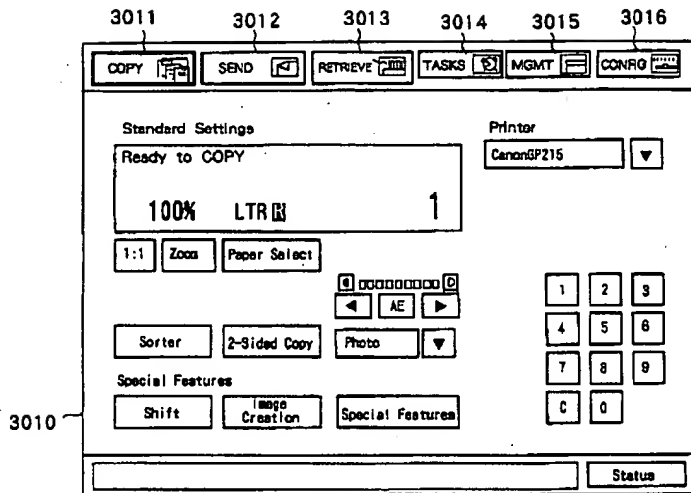 3011 3012 3013 3014 3015 3016
COPY SEND RETRIEVE TASKS MGMT CONFIG
Standard Settings Printer
Ready to COPY CanonGP215
100% LTR R 1
1:1 Zoom Paper Select
AE
1 2 3
Sorter 2-Sided Copy Photo 4 5 6
7 8 9
Special Features
3010 Shift Image Creation Special Features C 0
Status